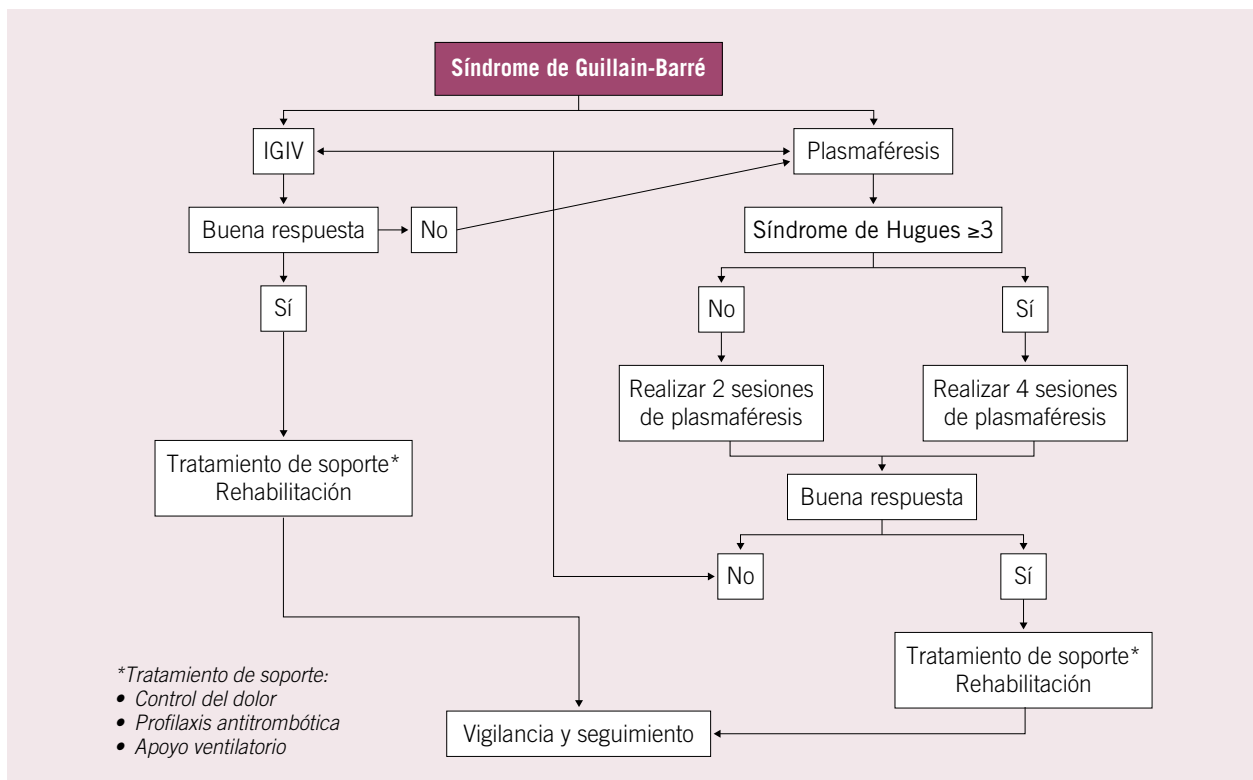 Síndrome de Guillain-Barré
IGIV
Plasmaféresis
Buena respuesta
No
Síndrome de Hugues ≥3
Sí
No
Sí
Realizar 2 sesiones
de plasmaféresis
Realizar 4 sesiones
de plasmaféresis
Tratamiento de soporte*
Rehabilitación
Buena respuesta
No
Sí
Tratamiento de soporte*
Rehabilitación
*Tratamiento de soporte:
• Control del dolor
• Profilaxis antitrombótica
• Apoyo ventilatorio
Vigilancia y seguimiento